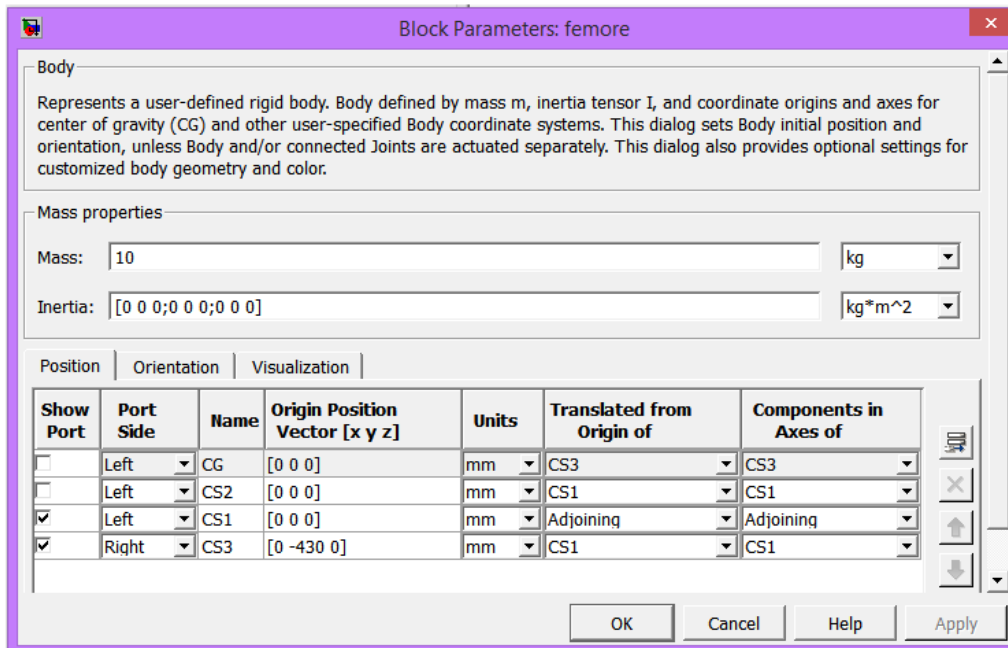 Block Parameters: femore
Body
Represents a user-defined rigid body. Body defined by mass m, inertia tensor I, and coordinate origins and axes for
center of gravity (CG) and other user-specified Body coordinate systems. This dialog sets Body initial position and
orientation, unless Body and/or connected Joints are actuated separately. This dialog also provides optional settings for
customized body geometry and color.
Mass properties
Mass: 10 kg
Inertia: [0 0 0;0 0 0;0 0 0] kg*m^2
Position Orientation Visualization
Show Port Port Side Name Origin Position Vector [x y z] Units Translated from Origin of Components in Axes of
Left CG [0 0 0] mm CS3 CS3
Left CS2 [0 0 0] mm CS1 CS1
Left CS1 [0 0 0] mm Adjoining Adjoining
Right CS3 [0 -430 0] mm CS1 CS1
OK Cancel Help Apply